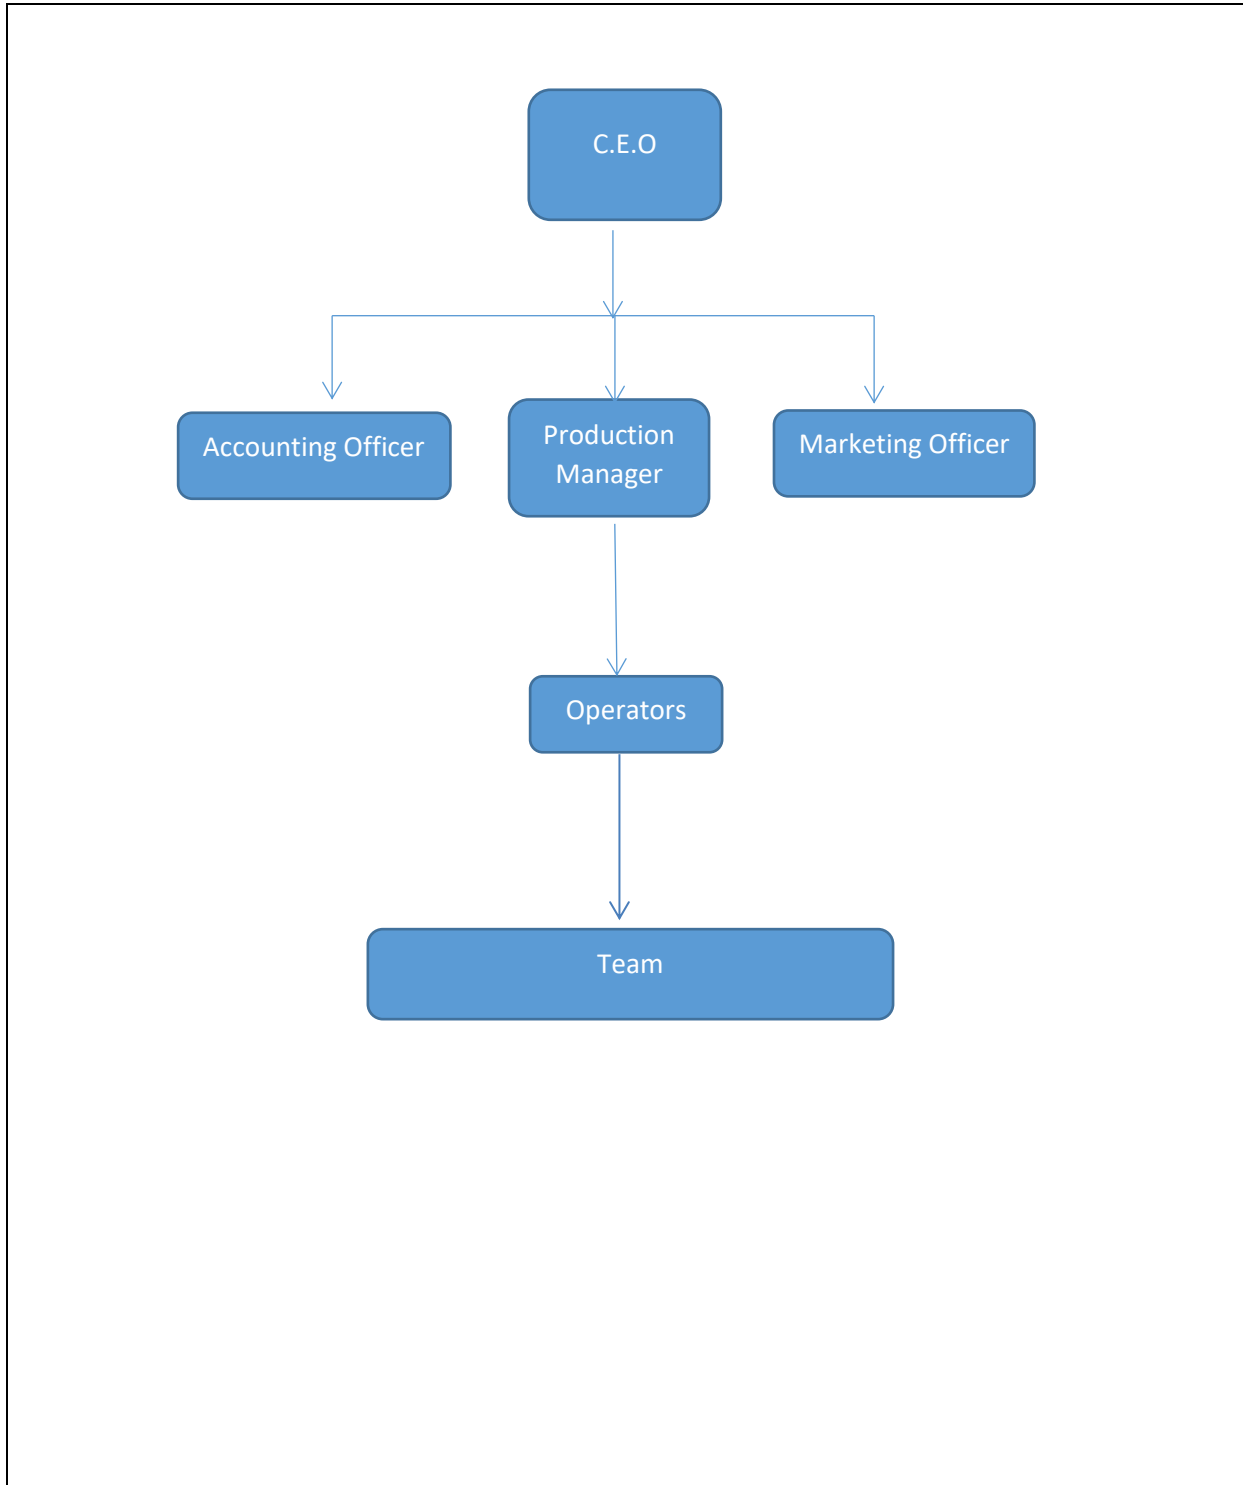 C.E.O
Accounting Officer
Production
Manager
Marketing Officer
Operators
Team